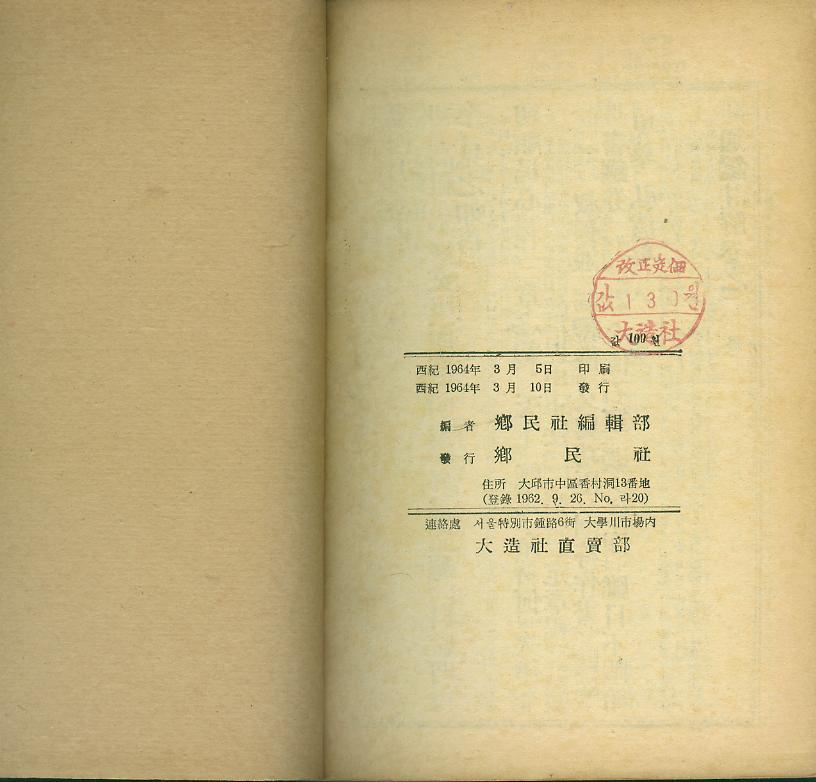 改正定価
값 1 3 0 원
大造社
값 100 원
西紀 1964年 3月 5日 印刷
西紀 1964年 3月 10日 發行
編者 鄕民社編輯部
發行 鄕民社
住所 大邱市中區香村洞13番地
(登錄 1962. 9. 26. No. 라20)
連絡處 서울特別市鍾路6街 大學川市場内
大造社直賣部